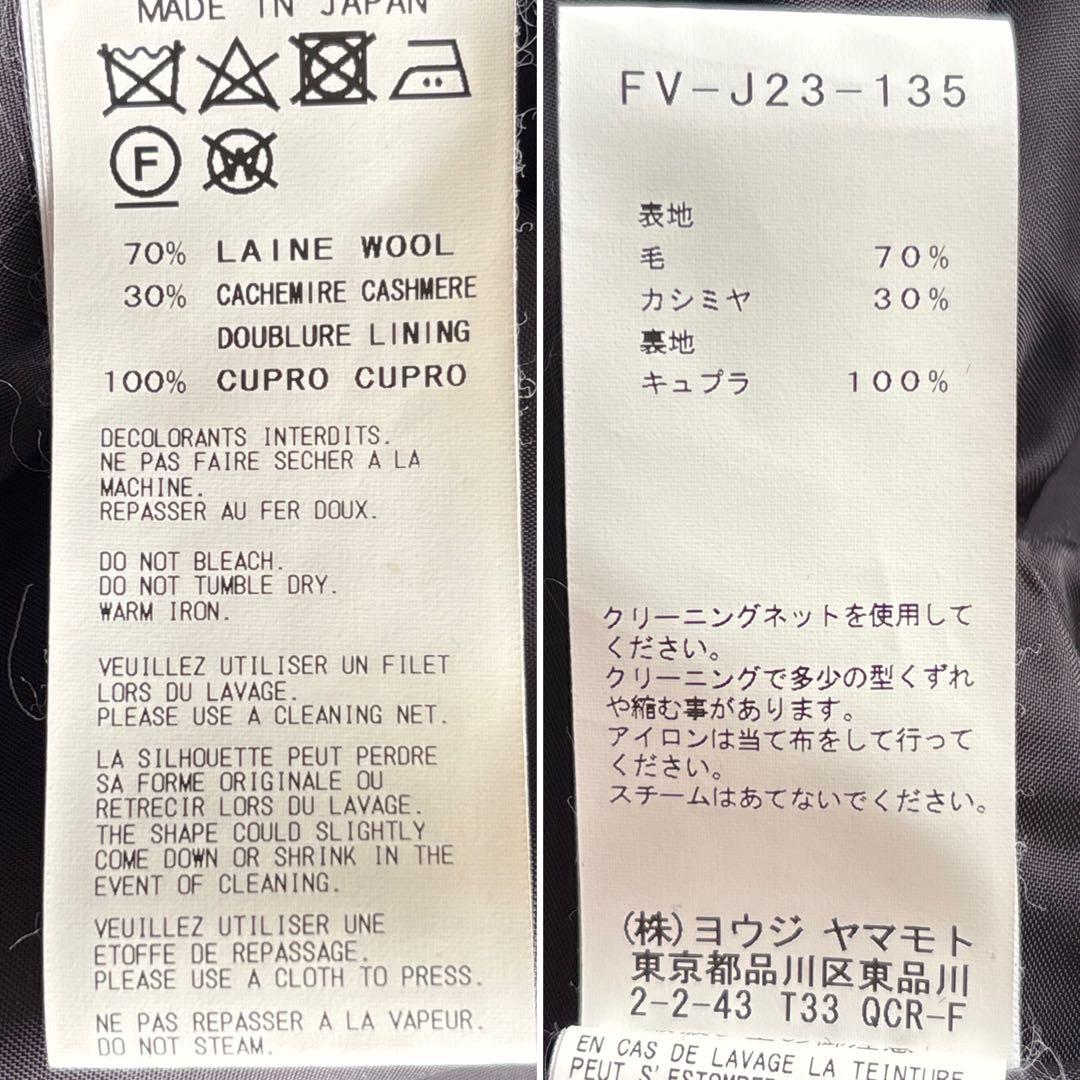 MADE IN JAPAN
F
W
70% LAINE WOOL
30% CACHEMIRE CASHMERE
DOUBLURE LINING
100% CUPRO CUPRO
DECOLORANTS INTERDITS.
NE PAS FAIRE SECHER A LA
MACHINE.
REPASSER AU FER DOUX.
DO NOT BLEACH.
DO NOT TUMBLE DRY.
WARM IRON.
VEUILLEZ UTILISER UN FILET
LORS DU LAVAGE.
PLEASE USE A CLEANING NET.
LA SILHOUETTE PEUT PERDRE
SA FORME ORIGINALE OU
RETRECIR LORS DU LAVAGE.
THE SHAPE COULD SLIGHTLY
COME DOWN OR SHRINK IN THE
EVENT OF CLEANING.
VEUILLEZ UTILISER UNE
ETOFFE DE REPASSAGE.
PLEASE USE A CLOTH TO PRESS.
NE PAS REPASSER A LA VAPEUR.
DO NOT STEAM.
FV-J23-135
表地
毛 70%
カシミヤ 30%
裏地
キュプラ 100%
クリーニングネットを使用して
ください。
クリーニングで多少の型くずれ
や縮む事があります。
アイロンは当て布をして行って
ください。
スチームはあてないでください。
(株)ヨウジ ヤマモト
東京都品川区東品川
2-2-43 T33 QCR-F
EN CAS DE LAVAGE LA TEINTURE
PEUT S'ESTOMPER